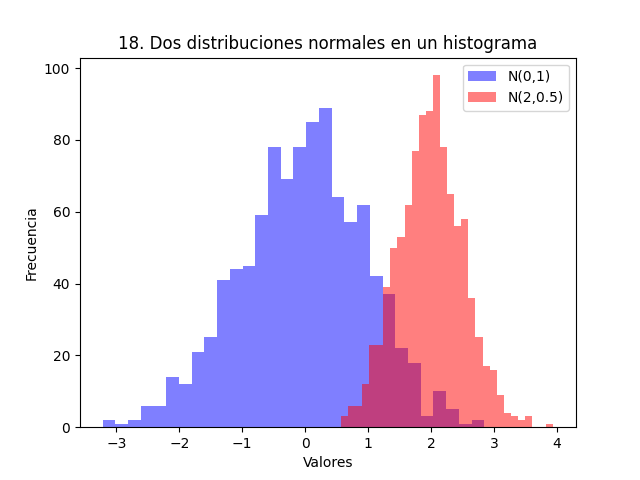 18. Dos distribuciones normales en un histograma
N(0,1)
N(2,0.5)
Frecuencia
100
80
60
40
20
0
−3
−2
−1
0
1
2
3
4
Valores